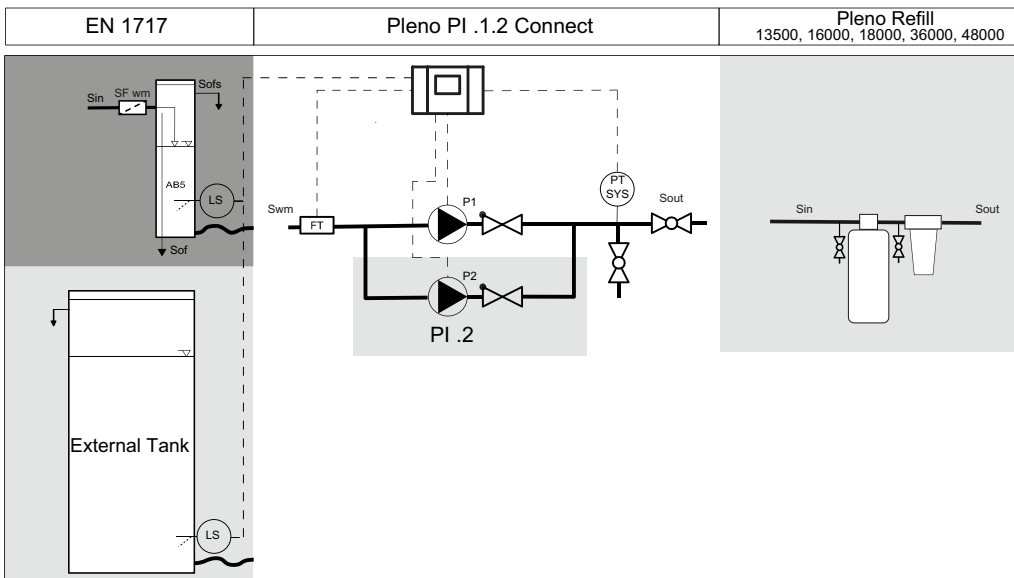 EN 1717
Pleno PI .1.2 Connect
Pleno Refill
13500, 16000, 18000, 36000, 48000
Sin
SF wm
Sofs
AB5
LS
Sof
Swm
FT
P1
PT
SYS
Sout
P2
PI .2
Sin
Sout
External Tank
LS